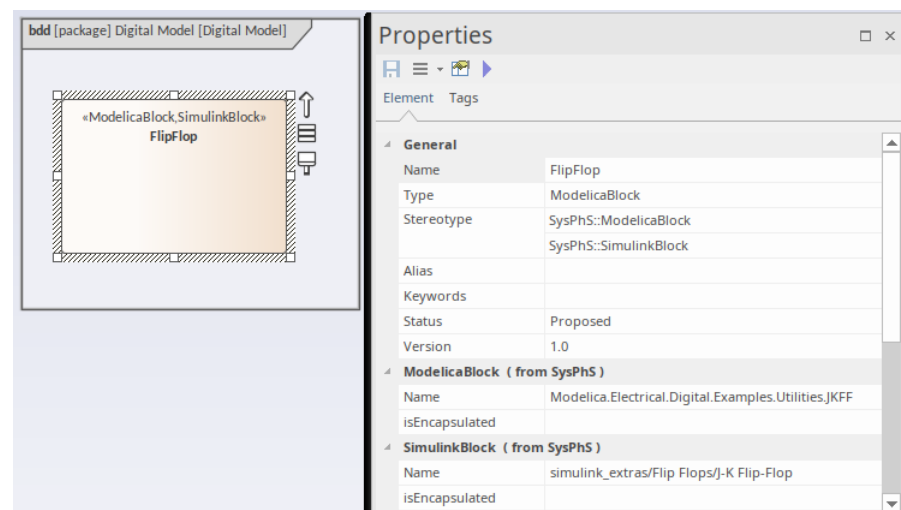 bdd [package] Digital Model [Digital Model]
«ModelicaBlock,SimulinkBlock»
FlipFlop
Properties
Element Tags
General
Name FlipFlop
Type ModelicaBlock
Stereotype SysPhS::ModelicaBlock
SysPhS::SimulinkBlock
Alias
Keywords
Status Proposed
Version 1.0
ModelicaBlock ( from SysPhS )
Name Modelica.Electrical.Digital.Examples.Utilities.JKFF
isEncapsulated
SimulinkBlock ( from SysPhS )
Name simulink_extras/Flip Flops/J-K Flip-Flop
isEncapsulated